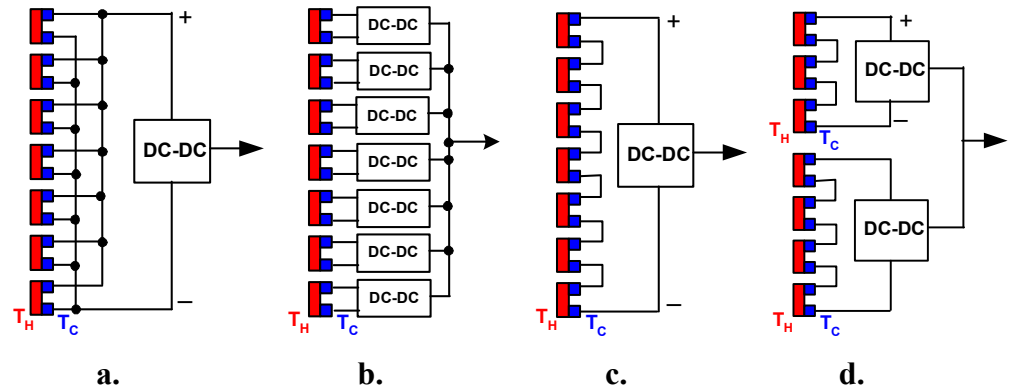 +
DC-DC
−
T_H T_C
a.
DC-DC
DC-DC
DC-DC
DC-DC
DC-DC
DC-DC
DC-DC
T_H T_C
b.
+
DC-DC
−
T_H T_C
c.
+
DC-DC
−
T_H T_C
DC-DC
T_H T_C
d.